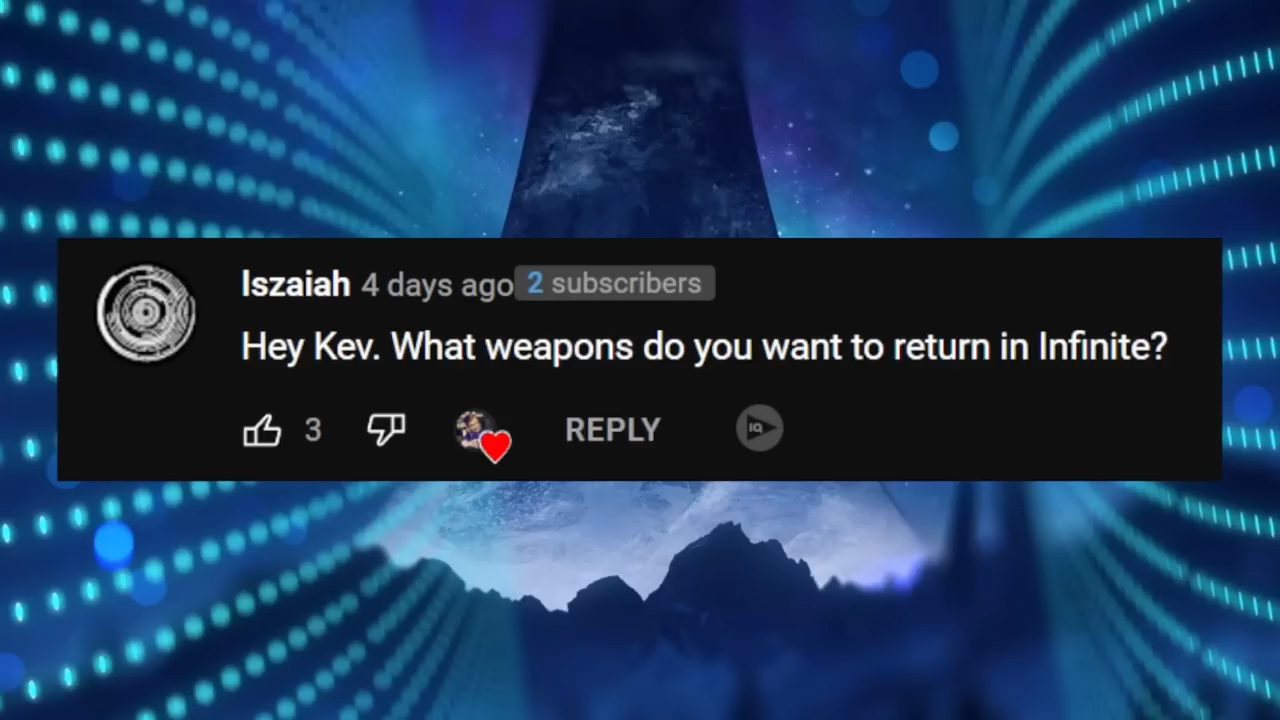 Iszaiah 4 days ago 2 subscribers
Hey Kev. What weapons do you want to return in Infinite?
3 REPLY IQ